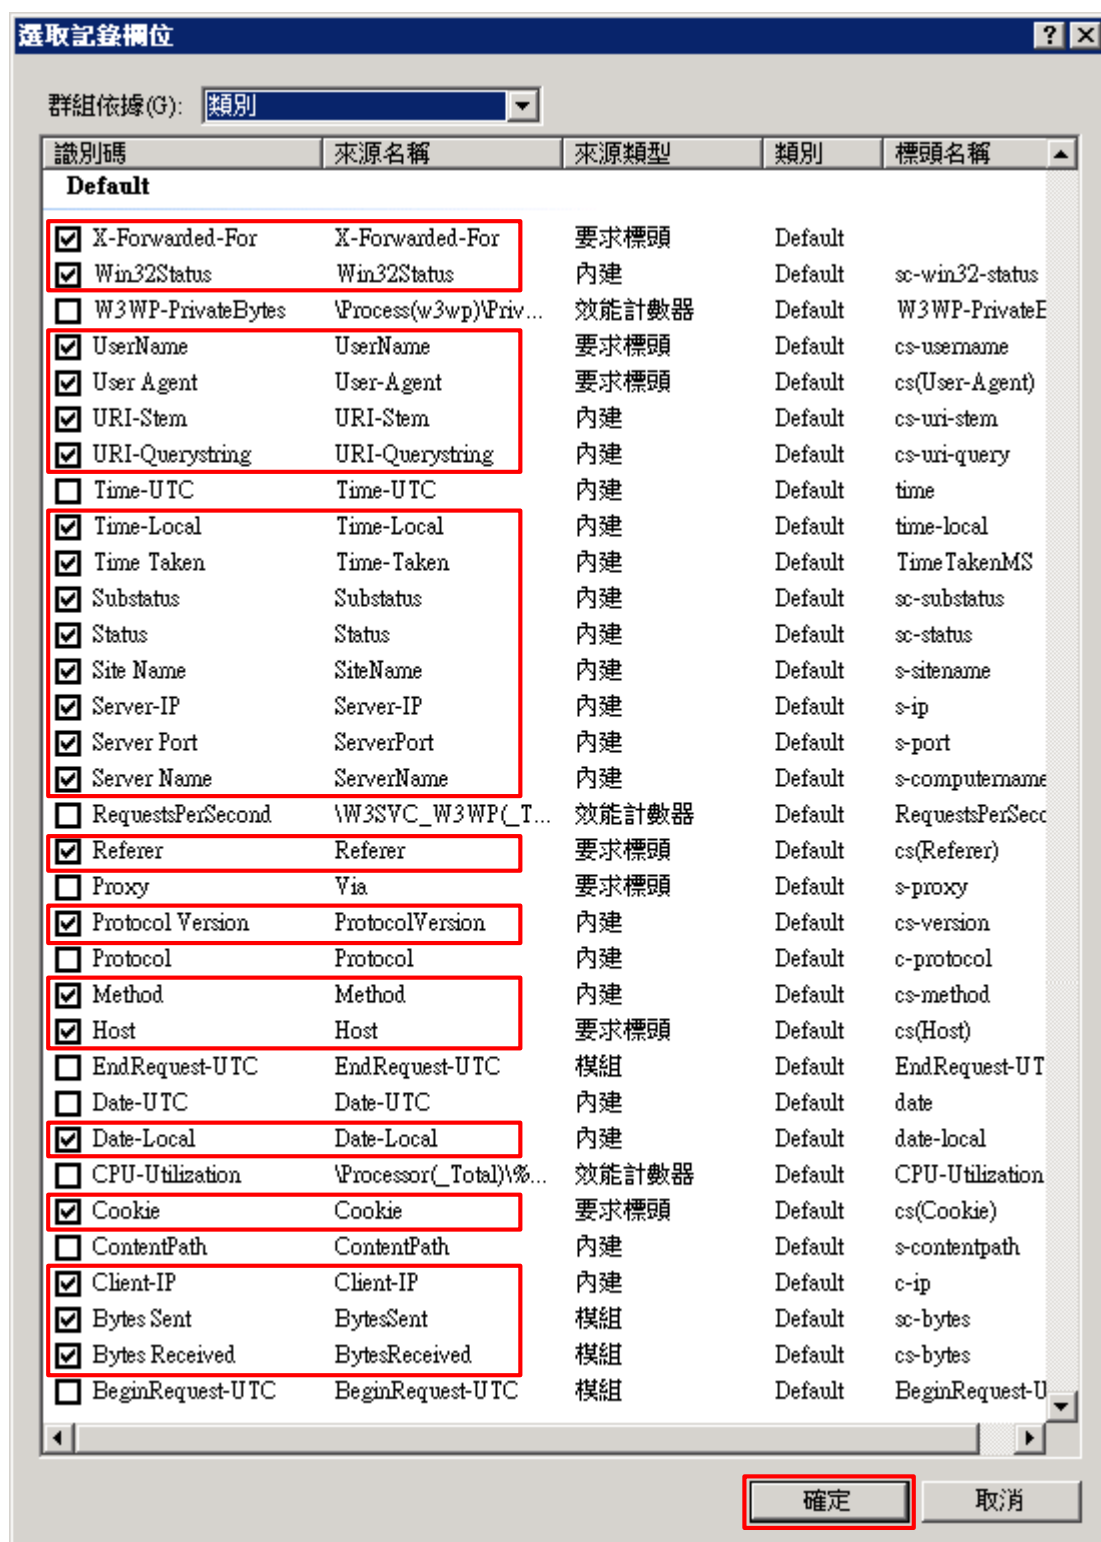 選取記錄欄位
群組依據(G): 類別
識別碼 來源名稱 來源類型 類別 標頭名稱
Default
X-Forwarded-For X-Forwarded-For 要求標頭 Default
Win32Status Win32Status 內建 Default sc-win32-status
W3WP-PrivateBytes \Process(w3wp)\Priv... 效能計數器 Default W3WP-PrivateE
UserName UserName 要求標頭 Default cs-username
User Agent User-Agent 要求標頭 Default cs(User-Agent)
URI-Stem URI-Stem 內建 Default cs-uri-stem
URI-Querystring URI-Querystring 內建 Default cs-uri-query
Time-UTC Time-UTC 內建 Default time
Time-Local Time-Local 內建 Default time-local
Time Taken Time-Taken 內建 Default TimeTakenMS
Substatus Substatus 內建 Default sc-substatus
Status Status 內建 Default sc-status
Site Name SiteName 內建 Default s-sitename
Server-IP Server-IP 內建 Default s-ip
Server Port ServerPort 內建 Default s-port
Server Name ServerName 內建 Default s-computername
RequestsPerSecond \W3SVC_W3WP(_T... 效能計數器 Default RequestsPerSecc
Referer Referer 要求標頭 Default cs(Referer)
Proxy Via 要求標頭 Default s-proxy
Protocol Version ProtocolVersion 內建 Default cs-version
Protocol Protocol 內建 Default c-protocol
Method Method 內建 Default cs-method
Host Host 要求標頭 Default cs(Host)
EndRequest-UTC EndRequest-UTC 模組 Default EndRequest-UT
Date-UTC Date-UTC 內建 Default date
Date-Local Date-Local 內建 Default date-local
CPU-Utilization \Processor(_Total)\%... 效能計數器 Default CPU-Utilization
Cookie Cookie 要求標頭 Default cs(Cookie)
ContentPath ContentPath 內建 Default s-contentpath
Client-IP Client-IP 內建 Default c-ip
Bytes Sent BytesSent 模組 Default sc-bytes
Bytes Received BytesReceived 模組 Default cs-bytes
BeginRequest-UTC BeginRequest-UTC 模組 Default BeginRequest-U
確定 取消